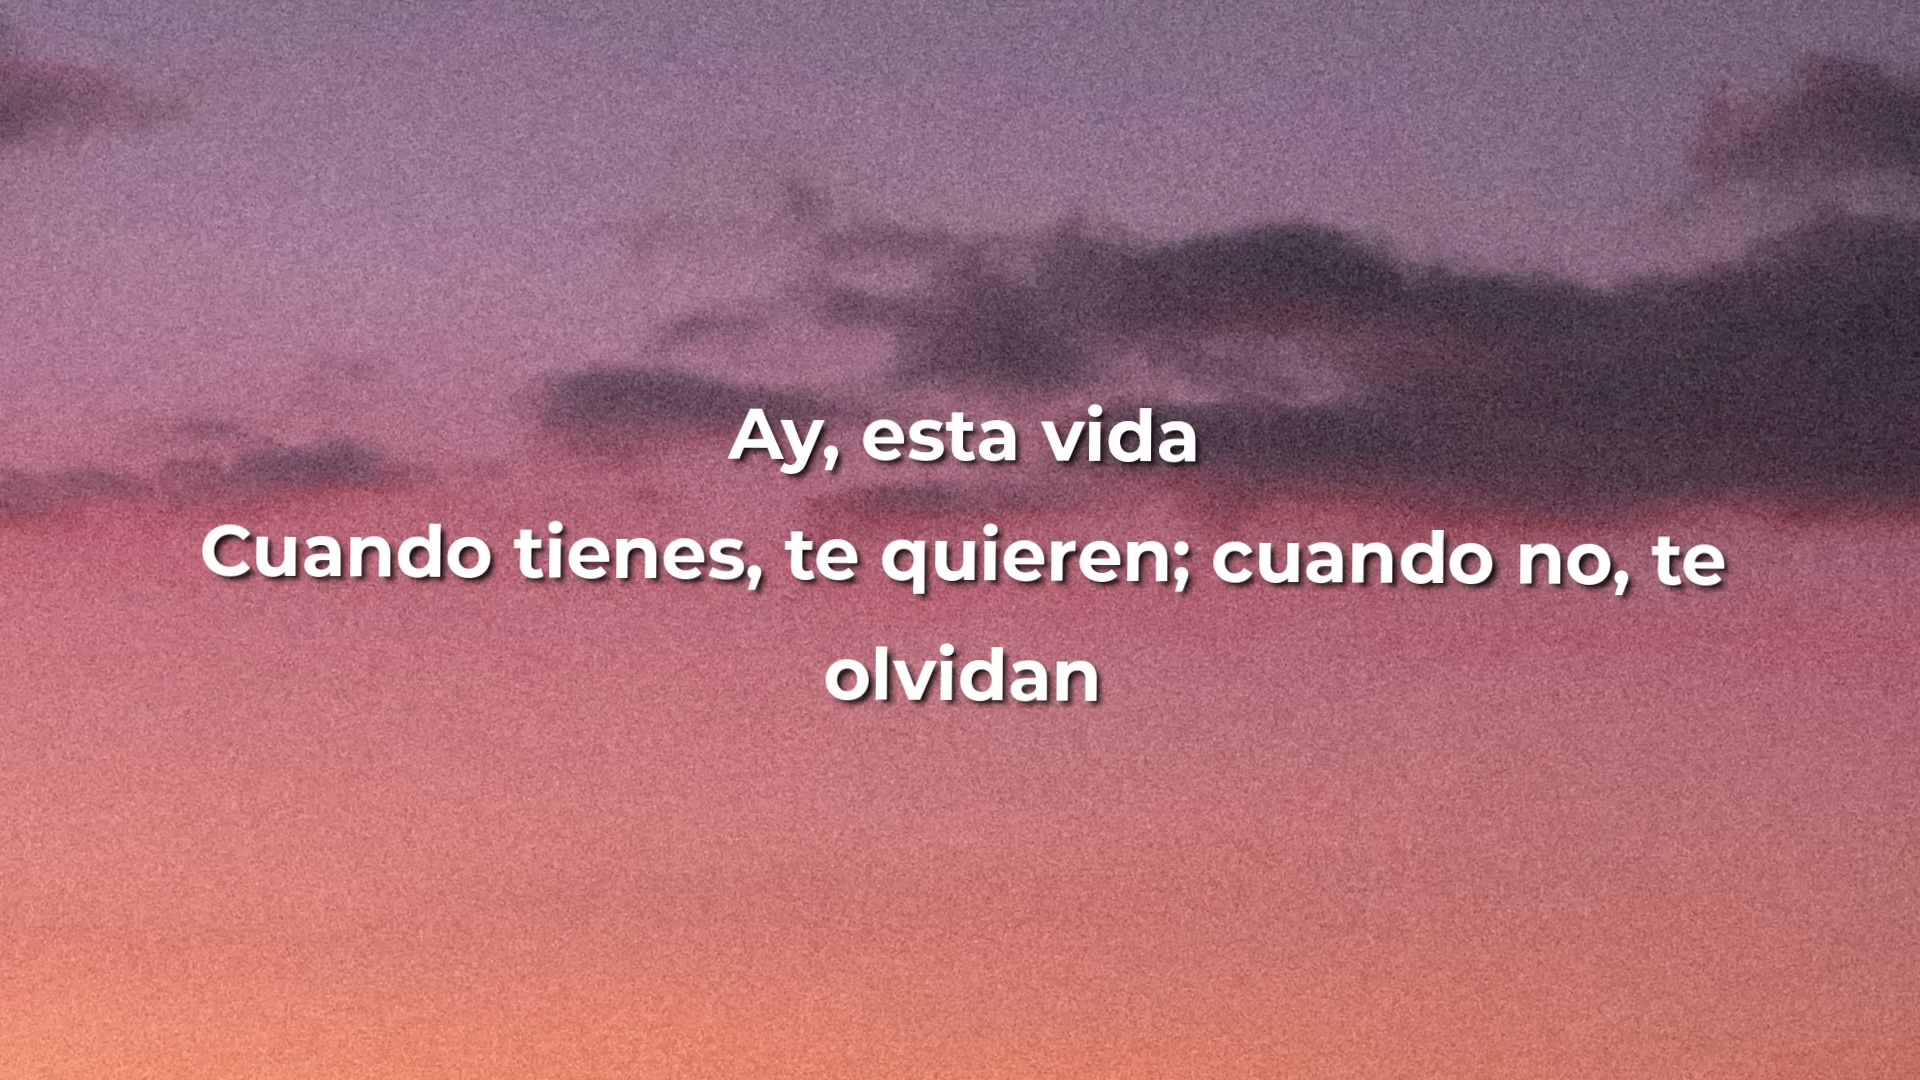 Ay, esta vida
Cuando tienes, te quieren; cuando no, te
olvidan